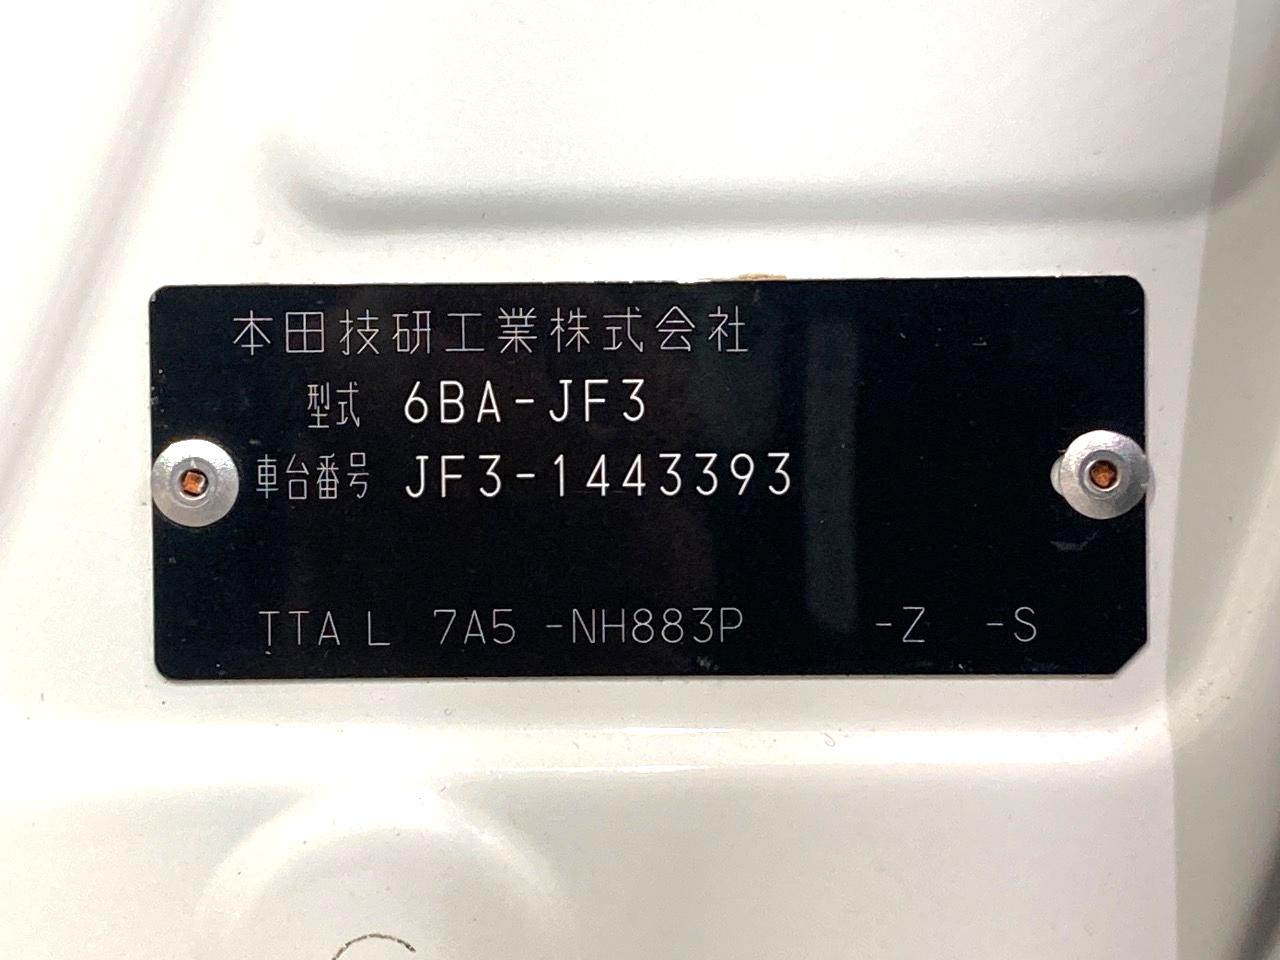 本田技研工業株式会社
型式 6BA-JF3
車台番号 JF3-1443393
TTA L 7A5 -NH883P -Z -S